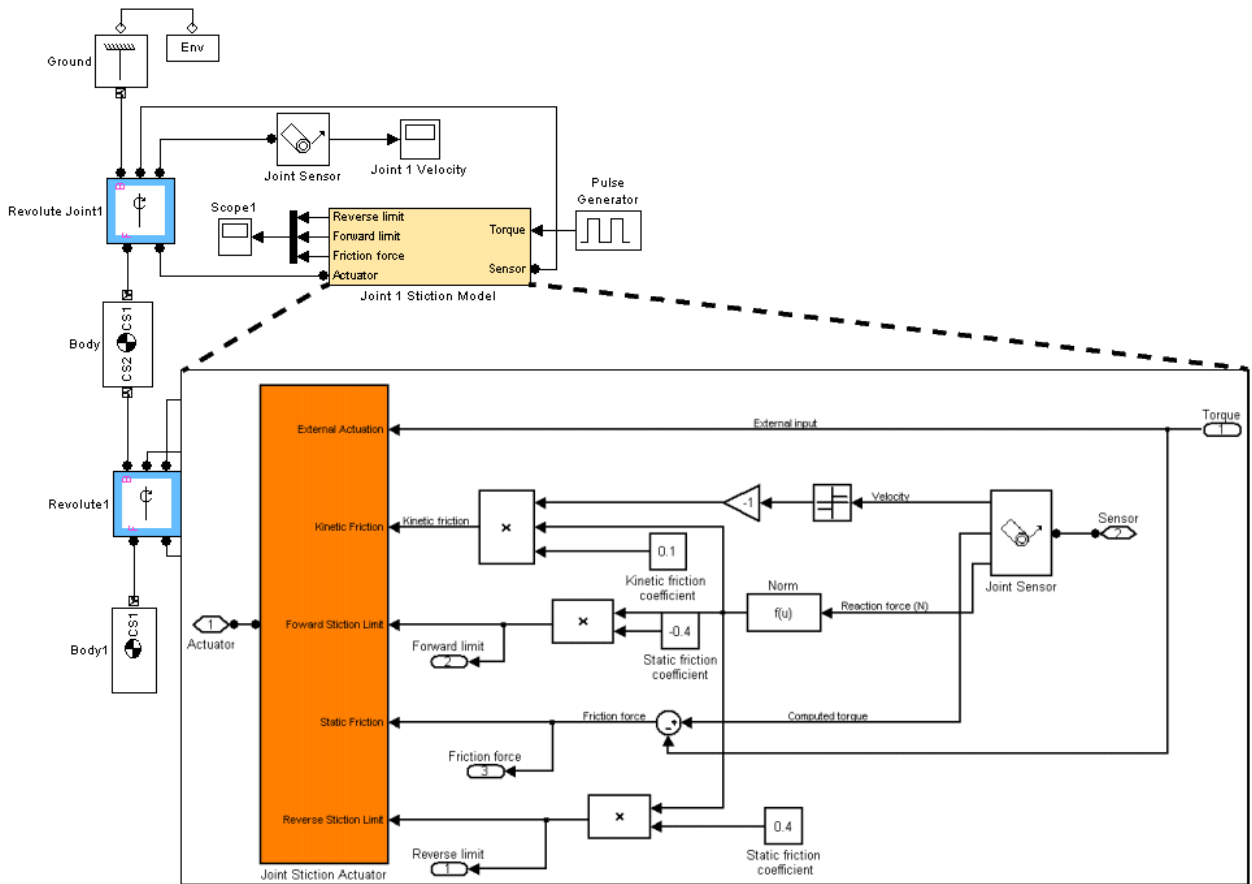 Env
Ground
B
F
Revolute Joint1
Joint Sensor
Joint 1 Velocity
Scope1
Reverse limit
Forward limit
Friction force
Actuator
Torque
Sensor
Joint 1 Stiction Model
Pulse
Generator
CS1
CS2
Body
B
F
Revolute1
CS1
Body1
External Actuation
Kinetic Friction
Foward Stiction Limit
Static Friction
Reverse Stiction Limit
Joint Stiction Actuator
1
Actuator
External input
Torque
1
Velocity
-1
Kinetic friction
×
0.1
Kinetic friction
coefficient
Sensor
2
Joint Sensor
Norm
f(u)
Reaction force (N)
×
-0.4
Static friction
coefficient
Forward limit
2
Friction force
- +
Computed torque
Friction force
3
×
0.4
Static friction
coefficient
Reverse limit
1